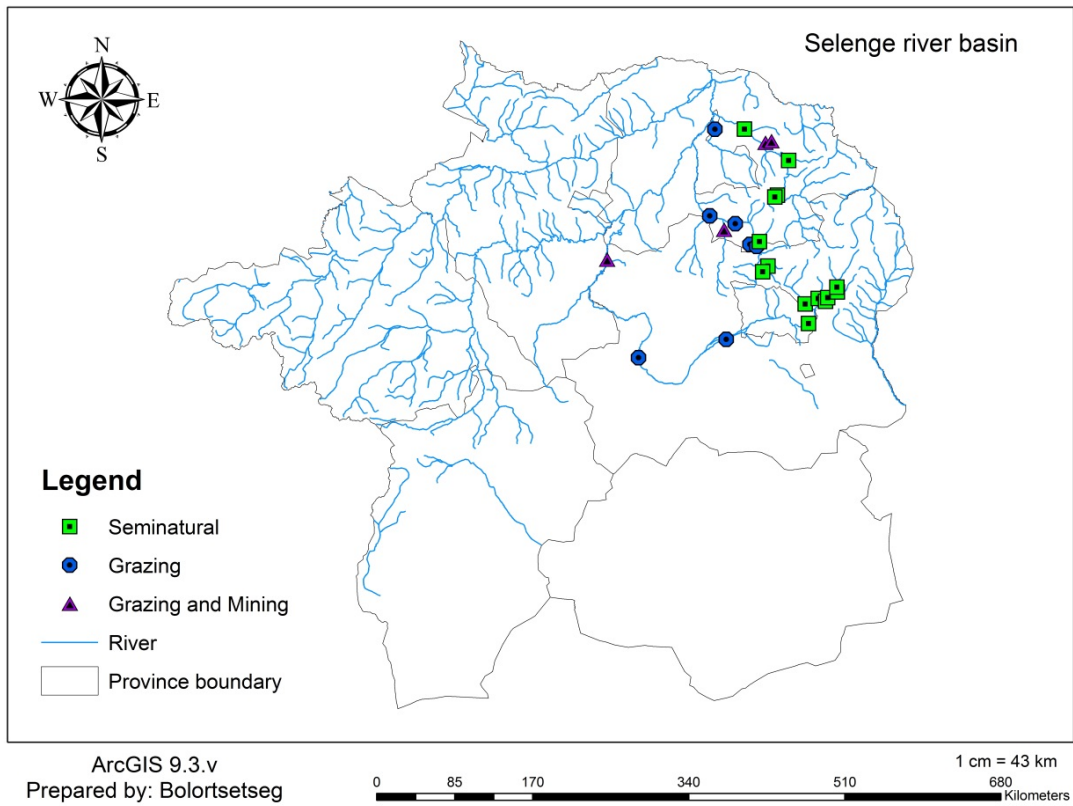 Selenge river basin
N
W E
S
Legend
Seminatural
Grazing
Grazing and Mining
River
Province boundary
ArcGIS 9.3.v
Prepared by: Bolortsetseg
1 cm = 43 km
0 85 170 340 510 680
Kilometers